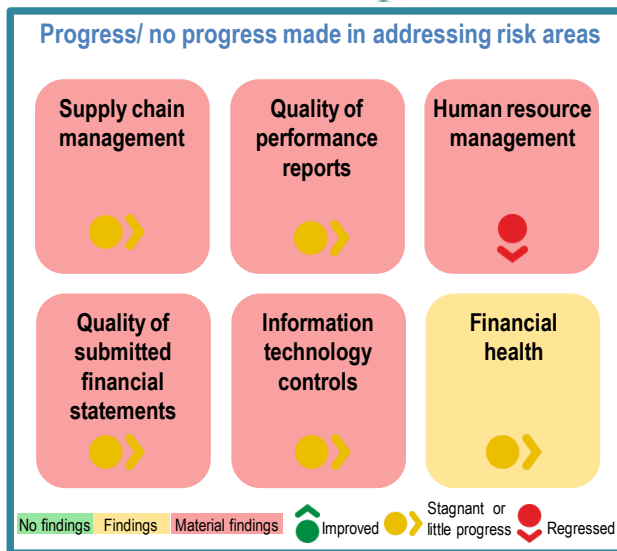 Progress/ no progress made in addressing risk areas
Supply chain
management
Quality of
performance
reports
Human resource
management
Quality of
submitted
financial
statements
Information
technology
controls
Financial
health
No findings
Findings
Material findings
Improved
Stagnant or
little progress
Regressed